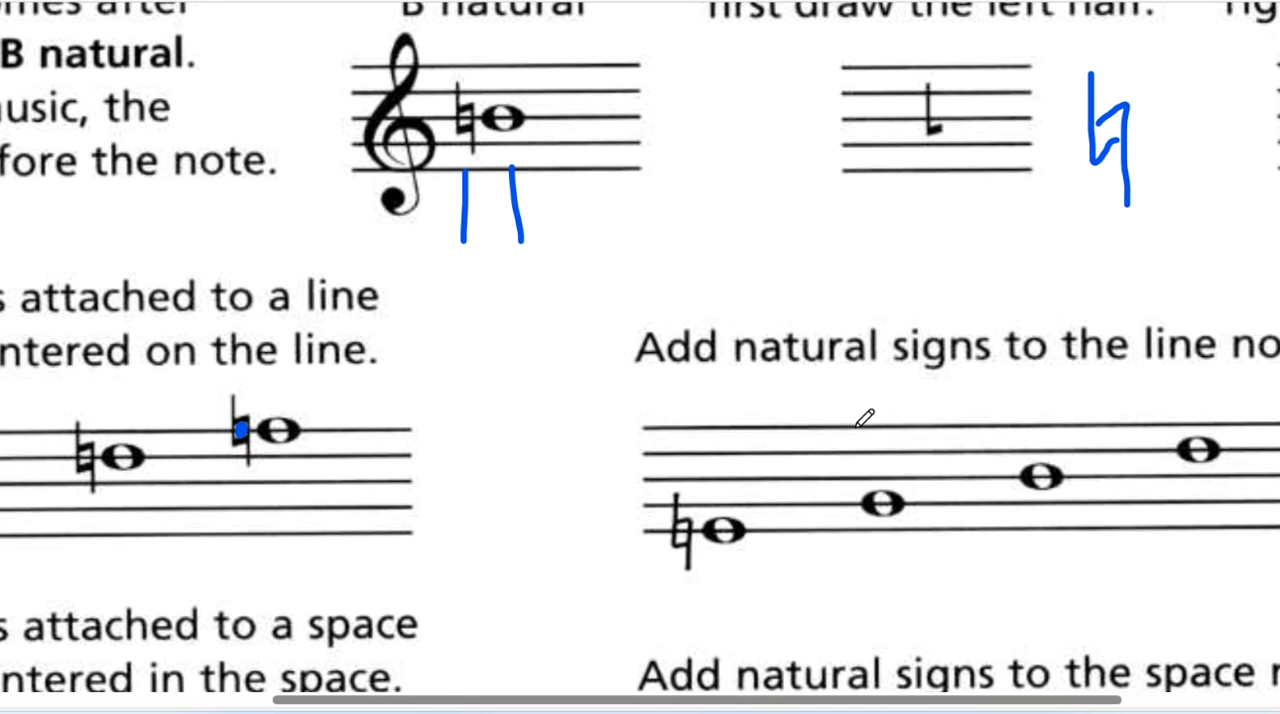 B natural first draw the left half.
B natural.
music, the
fore the note.
s attached to a line
ntered on the line.
Add natural signs to the line no
s attached to a space
ntered in the space.
Add natural signs to the space